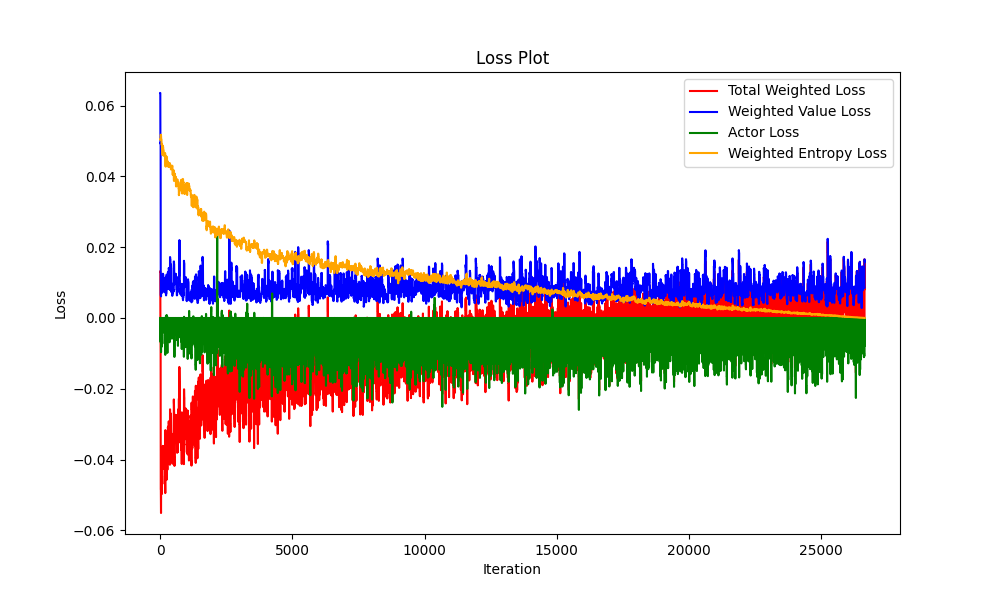 Loss Plot
Total Weighted Loss
Weighted Value Loss
Actor Loss
Weighted Entropy Loss
0.06
0.04
0.02
0.00
−0.02
−0.04
−0.06
Loss
0 5000 10000 15000 20000 25000
Iteration